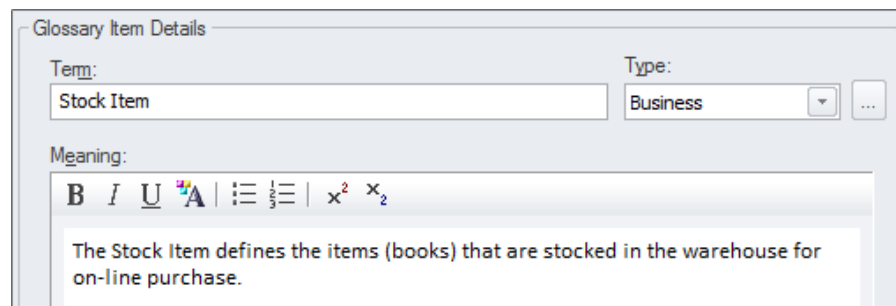 Glossary Item Details
Term:
Type:
Stock Item
Business
...
Meaning:
B I U A x² x₂
The Stock Item defines the items (books) that are stocked in the warehouse for
on-line purchase.